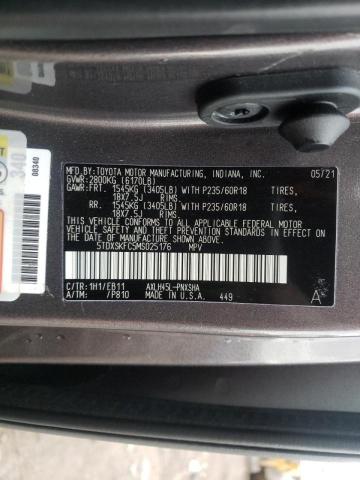 MFD.BY:TOYOTA MOTOR MANUFACTURING, INDIANA, INC. 05/21
GVWR:2800KG (6170LB)
GAWR:FRT. 1545KG (3405LB) WITH P235/60R18 TIRES,
18X7.5J RIMS.
RR. 1545KG (3405LB) WITH P235/60R18 TIRES,
18X7.5J RIMS.
THIS VEHICLE CONFORMS TO ALL APPLICABLE FEDERAL MOTOR
VEHICLE SAFETY, BUMPER, AND THEFT PREVENTION STANDARDS
IN EFFECT ON THE DATE OF MANUFACTURE SHOWN ABOVE.
5TDXSKFC5MS025176 MPV
C/TR:1H1/EB11 AXLH45L-PNXSHA
A/TM: /P810 MADE IN U.S.A. 449 A
340
08340